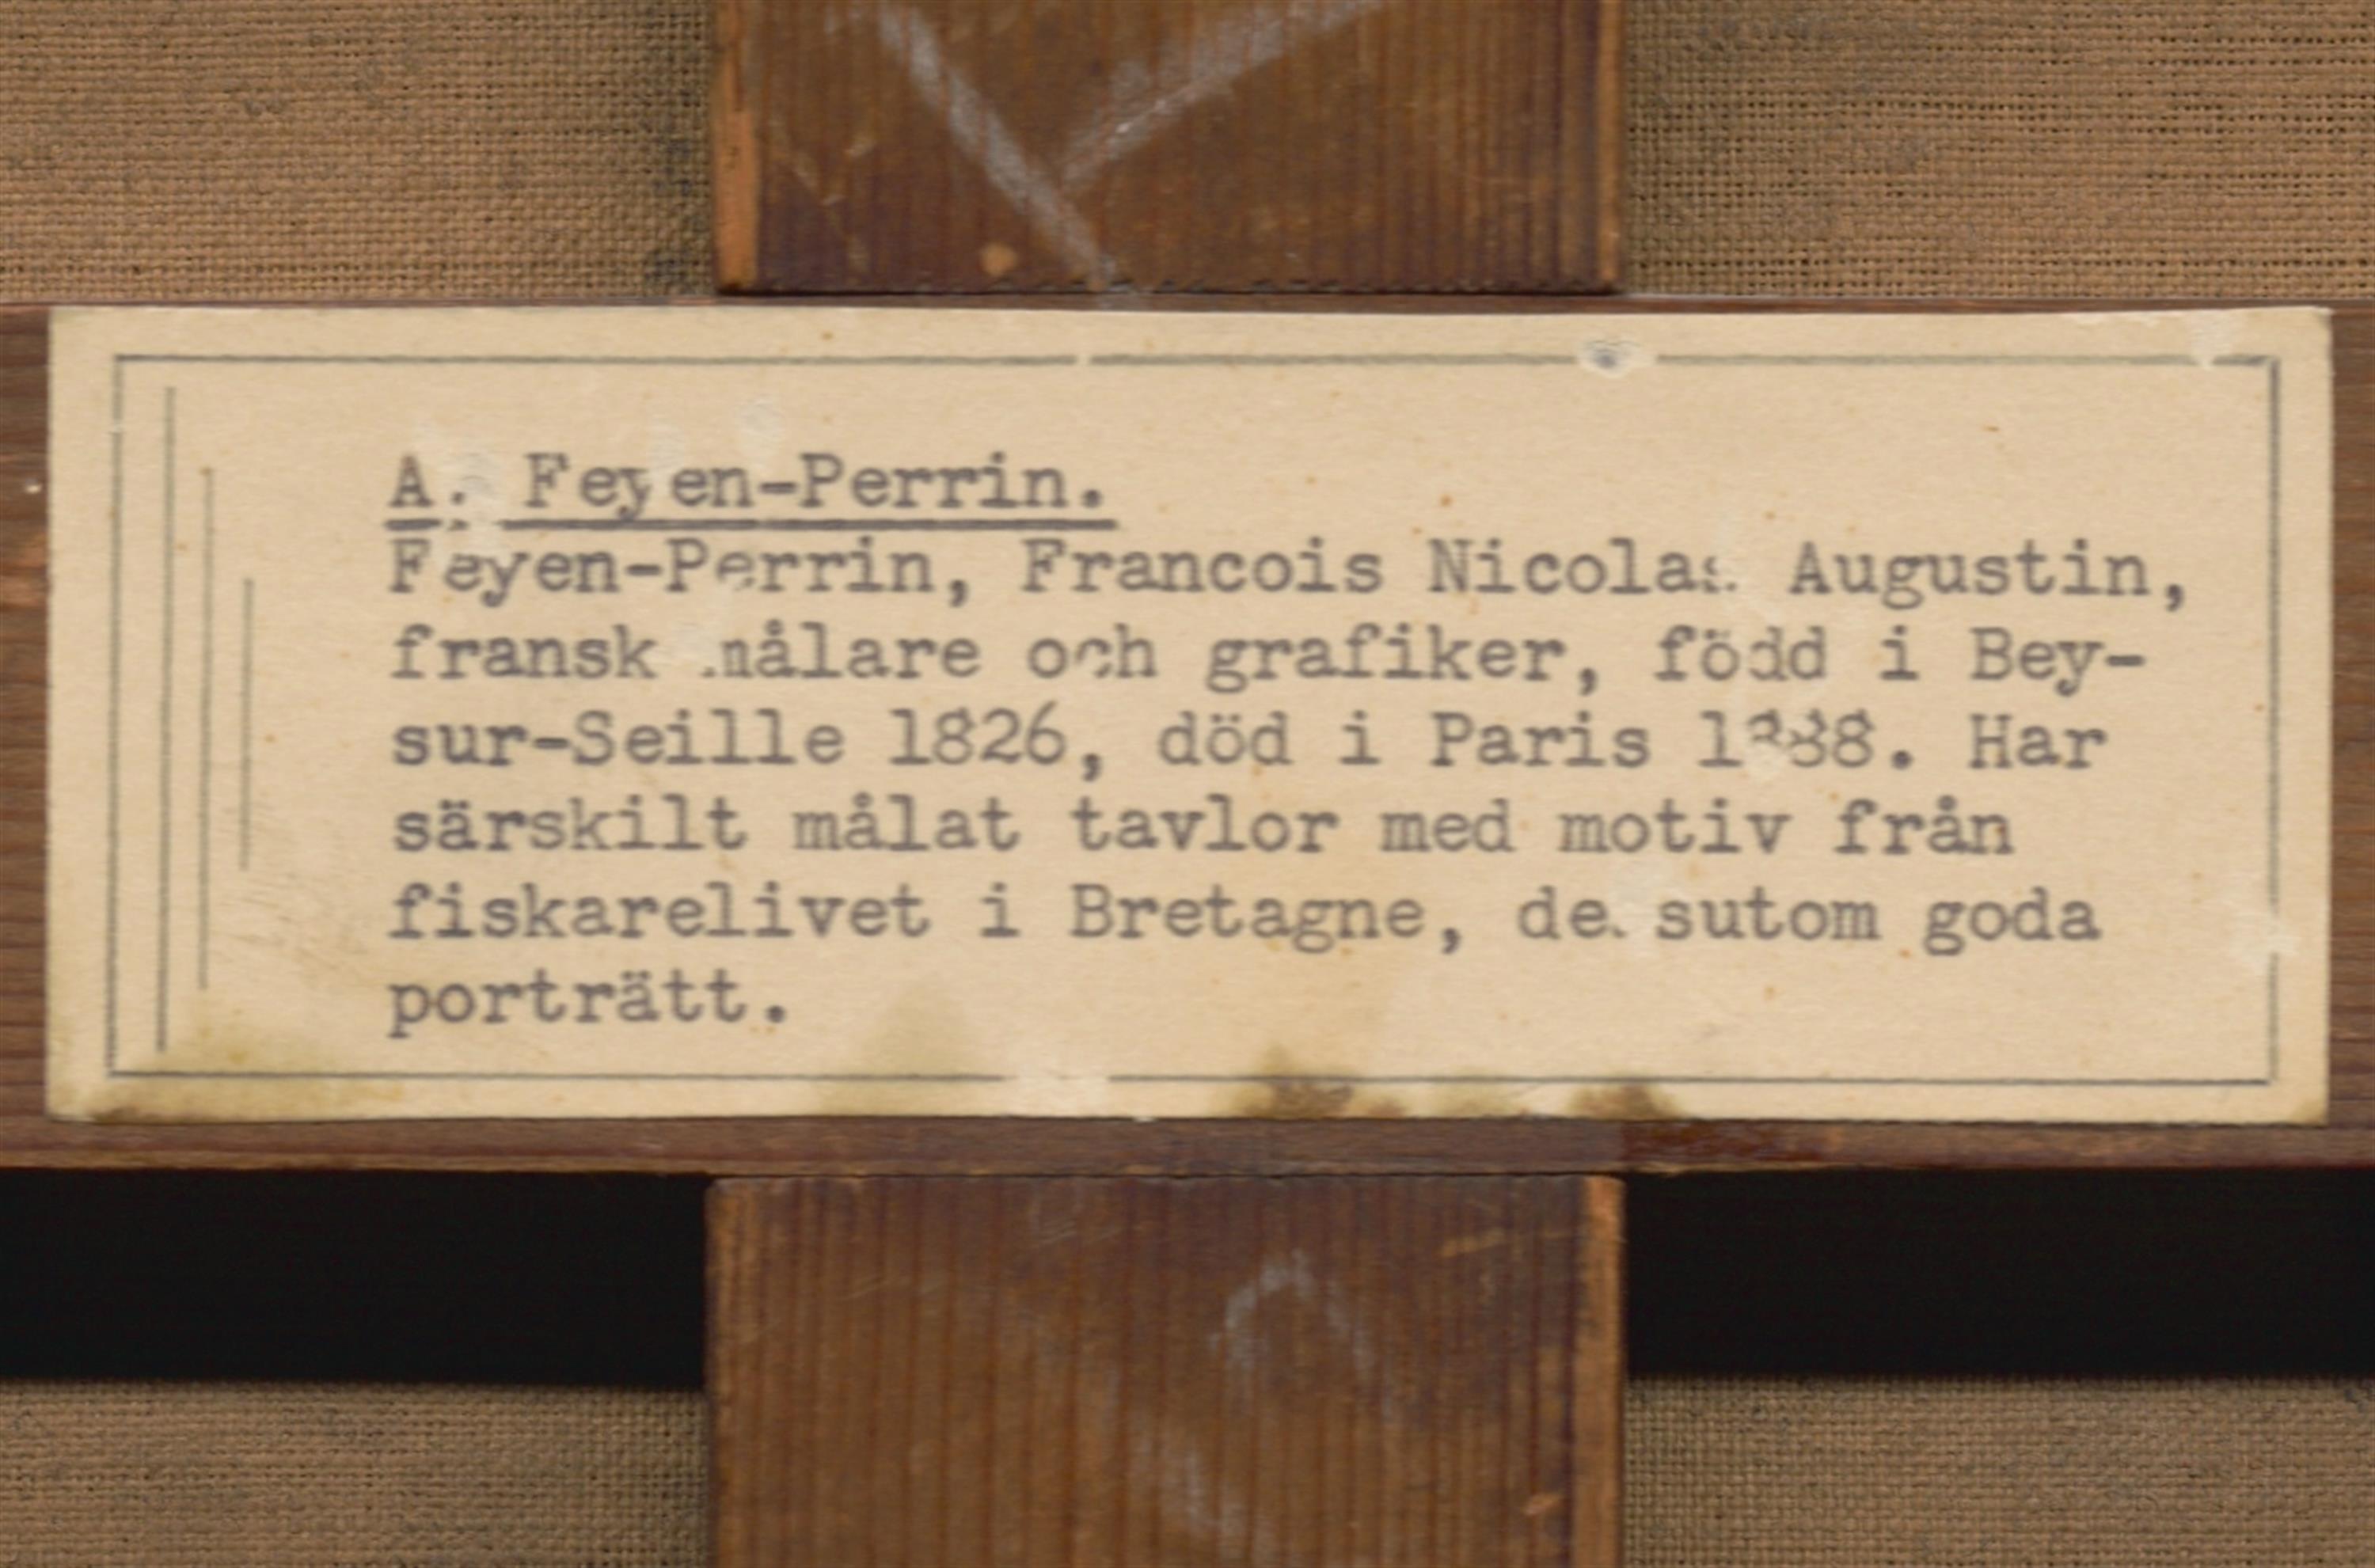 A. Feyen-Perrin.
Feyen-Perrin, Francois Nicolas Augustin,
fransk målare och grafiker, född i Bey-
sur-Seille 1826, död i Paris 1888. Har
särskilt målat tavlor med motiv från
fiskarelivet i Bretagne, dessutom goda
porträtt.